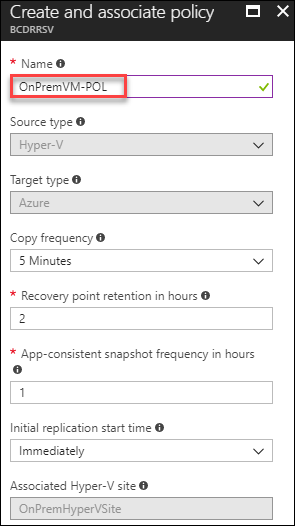 Create and associate policy
BCDRRSV
* Name
OnPremVM-POL
Source type
Hyper-V
Target type
Azure
Copy frequency
5 Minutes
* Recovery point retention in hours
2
* App-consistent snapshot frequency in hours
1
Initial replication start time
Immediately
Associated Hyper-V site
OnPremHyperVSite